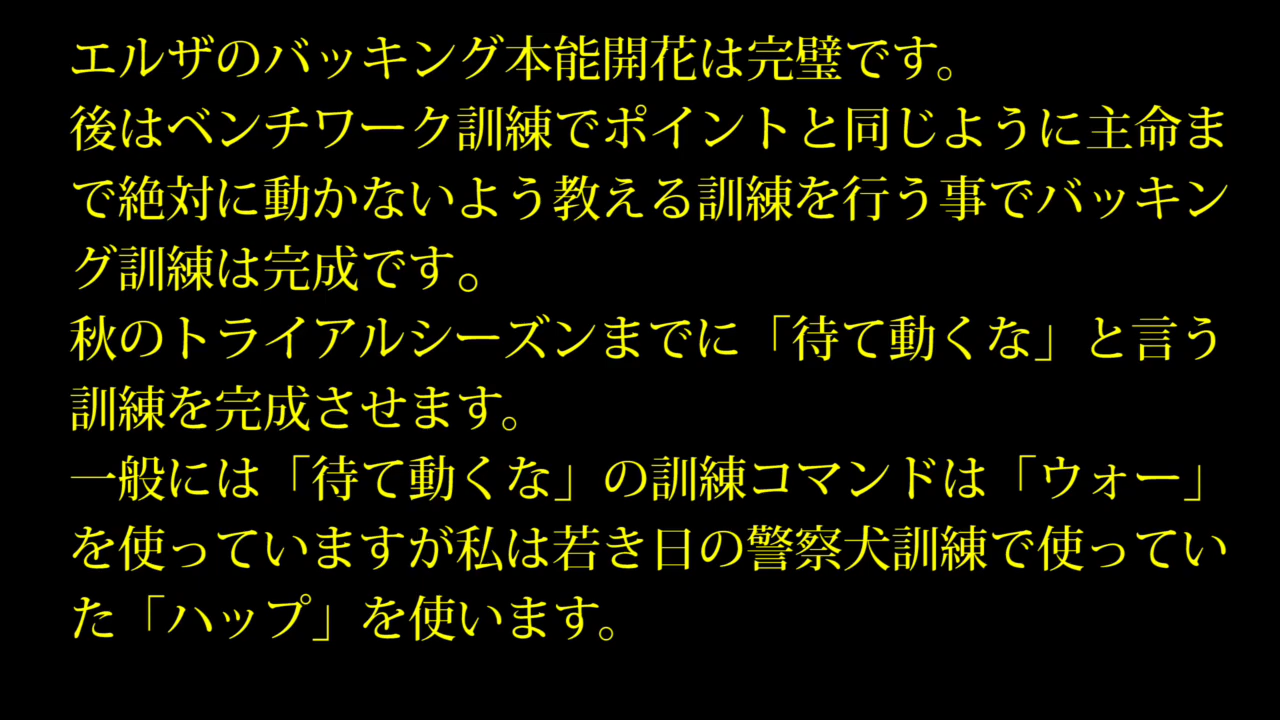 エルザのバッキング本能開花は完璧です。
後はベンチワーク訓練でポイントと同じように主命ま
で絶対に動かないよう教える訓練を行う事でバッキン
グ訓練は完成です。
秋のトライアルシーズンまでに「待て動くな」と言う
訓練を完成させます。
一般には「待て動くな」の訓練コマンドは「ウォー」
を使っていますが私は若き日の警察犬訓練で使ってい
た「ハップ」を使います。